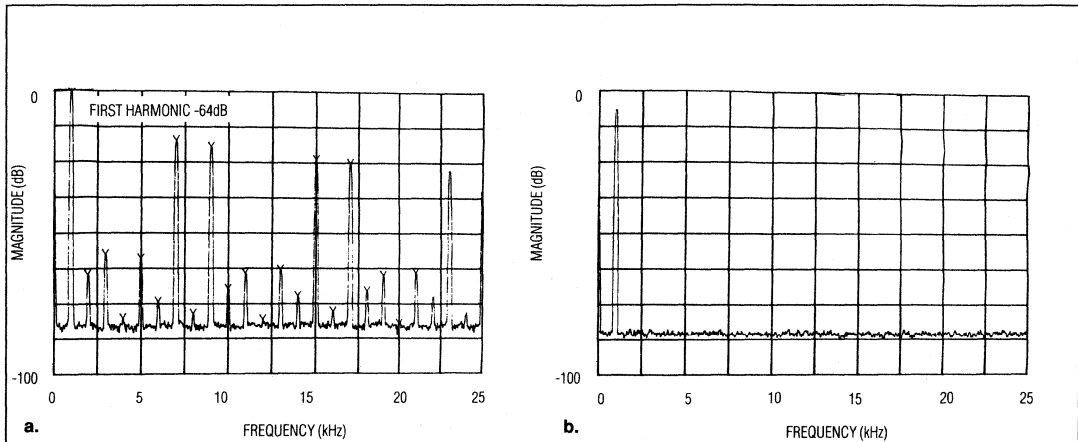 0
FIRST HARMONIC -64dB
MAGNITUDE (dB)
-100
0 5 10 15 20 25
a.
FREQUENCY (kHz)
0
MAGNITUDE (dB)
-100
0 5 10 15 20 25
b.
FREQUENCY (kHz)